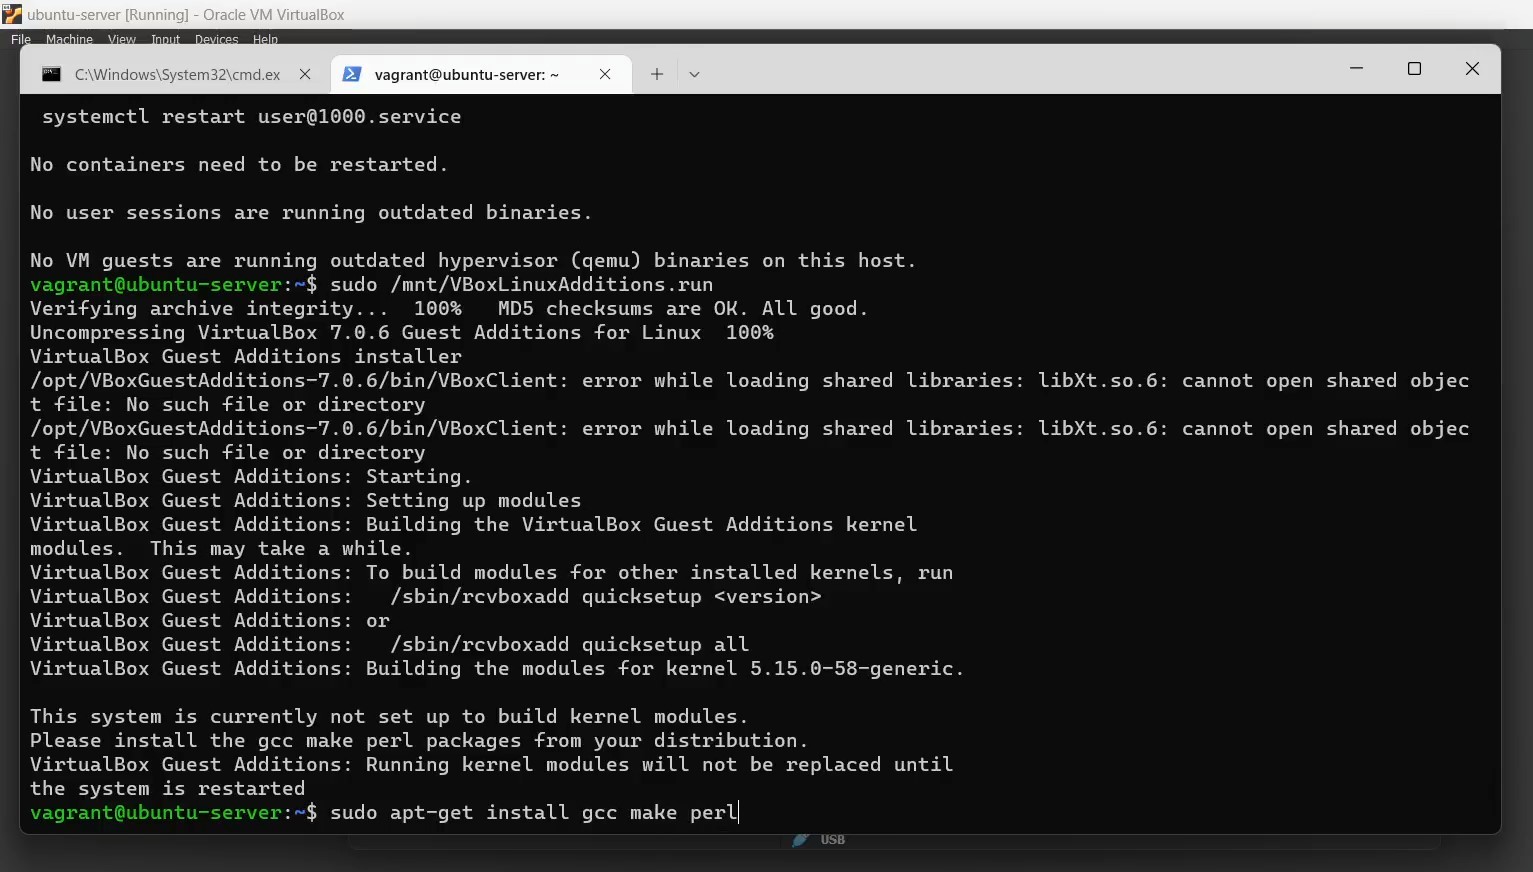 ubuntu-server [Running] - Oracle VM VirtualBox
File Machine View Input Devices Help
C:\Windows\System32\cmd.ex vagrant@ubuntu-server: ~
systemctl restart user@1000.service
No containers need to be restarted.
No user sessions are running outdated binaries.
No VM guests are running outdated hypervisor (qemu) binaries on this host.
vagrant@ubuntu-server:~$ sudo /mnt/VBoxLinuxAdditions.run
Verifying archive integrity...  100%   MD5 checksums are OK. All good.
Uncompressing VirtualBox 7.0.6 Guest Additions for Linux  100%
VirtualBox Guest Additions installer
/opt/VBoxGuestAdditions-7.0.6/bin/VBoxClient: error while loading shared libraries: libXt.so.6: cannot open shared objec
t file: No such file or directory
/opt/VBoxGuestAdditions-7.0.6/bin/VBoxClient: error while loading shared libraries: libXt.so.6: cannot open shared objec
t file: No such file or directory
VirtualBox Guest Additions: Starting.
VirtualBox Guest Additions: Setting up modules
VirtualBox Guest Additions: Building the VirtualBox Guest Additions kernel
modules.  This may take a while.
VirtualBox Guest Additions: To build modules for other installed kernels, run
VirtualBox Guest Additions:   /sbin/rcvboxadd quicksetup <version>
VirtualBox Guest Additions: or
VirtualBox Guest Additions:   /sbin/rcvboxadd quicksetup all
VirtualBox Guest Additions: Building the modules for kernel 5.15.0-58-generic.
This system is currently not set up to build kernel modules.
Please install the gcc make perl packages from your distribution.
VirtualBox Guest Additions: Running kernel modules will not be replaced until
the system is restarted
vagrant@ubuntu-server:~$ sudo apt-get install gcc make perl
USB